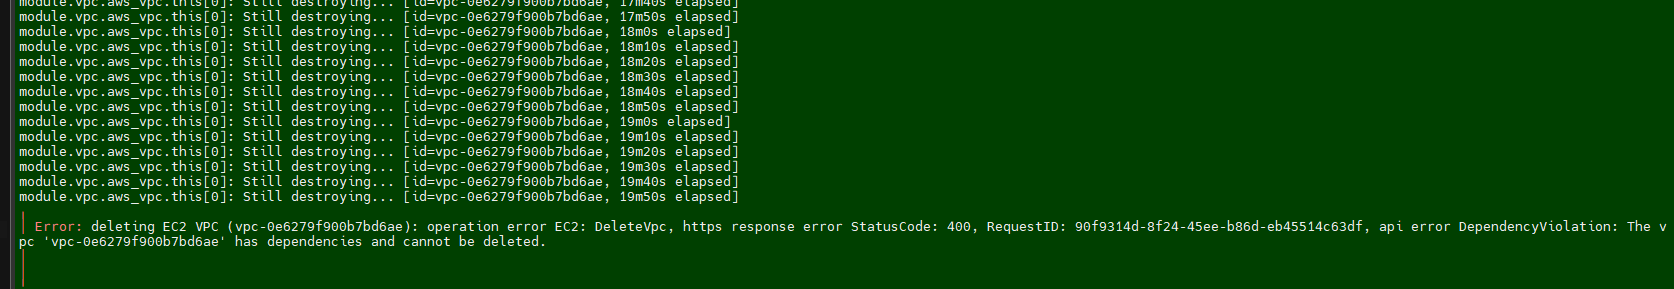 module.vpc.aws_vpc.this[0]: Still destroying... [id=vpc-0e6279f900b7bd6ae, 17m40s elapsed]
module.vpc.aws_vpc.this[0]: Still destroying... [id=vpc-0e6279f900b7bd6ae, 17m50s elapsed]
module.vpc.aws_vpc.this[0]: Still destroying... [id=vpc-0e6279f900b7bd6ae, 18m0s elapsed]
module.vpc.aws_vpc.this[0]: Still destroying... [id=vpc-0e6279f900b7bd6ae, 18m10s elapsed]
module.vpc.aws_vpc.this[0]: Still destroying... [id=vpc-0e6279f900b7bd6ae, 18m20s elapsed]
module.vpc.aws_vpc.this[0]: Still destroying... [id=vpc-0e6279f900b7bd6ae, 18m30s elapsed]
module.vpc.aws_vpc.this[0]: Still destroying... [id=vpc-0e6279f900b7bd6ae, 18m40s elapsed]
module.vpc.aws_vpc.this[0]: Still destroying... [id=vpc-0e6279f900b7bd6ae, 18m50s elapsed]
module.vpc.aws_vpc.this[0]: Still destroying... [id=vpc-0e6279f900b7bd6ae, 19m0s elapsed]
module.vpc.aws_vpc.this[0]: Still destroying... [id=vpc-0e6279f900b7bd6ae, 19m10s elapsed]
module.vpc.aws_vpc.this[0]: Still destroying... [id=vpc-0e6279f900b7bd6ae, 19m20s elapsed]
module.vpc.aws_vpc.this[0]: Still destroying... [id=vpc-0e6279f900b7bd6ae, 19m30s elapsed]
module.vpc.aws_vpc.this[0]: Still destroying... [id=vpc-0e6279f900b7bd6ae, 19m40s elapsed]
module.vpc.aws_vpc.this[0]: Still destroying... [id=vpc-0e6279f900b7bd6ae, 19m50s elapsed]
Error: deleting EC2 VPC (vpc-0e6279f900b7bd6ae): operation error EC2: DeleteVpc, https response error StatusCode: 400, RequestID: 90f9314d-8f24-45ee-b86d-eb45514c63df, api error DependencyViolation: The v
pc 'vpc-0e6279f900b7bd6ae' has dependencies and cannot be deleted.